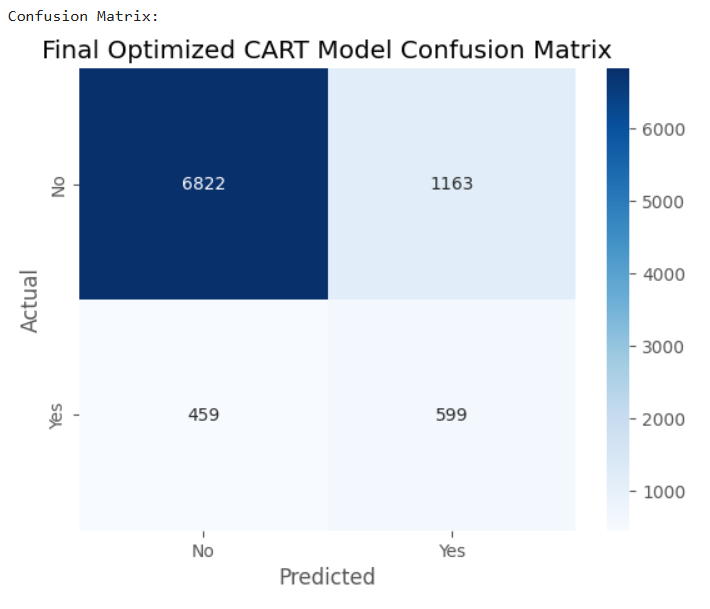 Confusion Matrix:
Final Optimized CART Model Confusion Matrix
No
6822
1163
Actual
Yes
459
599
No
Yes
Predicted
6000
5000
4000
3000
2000
1000